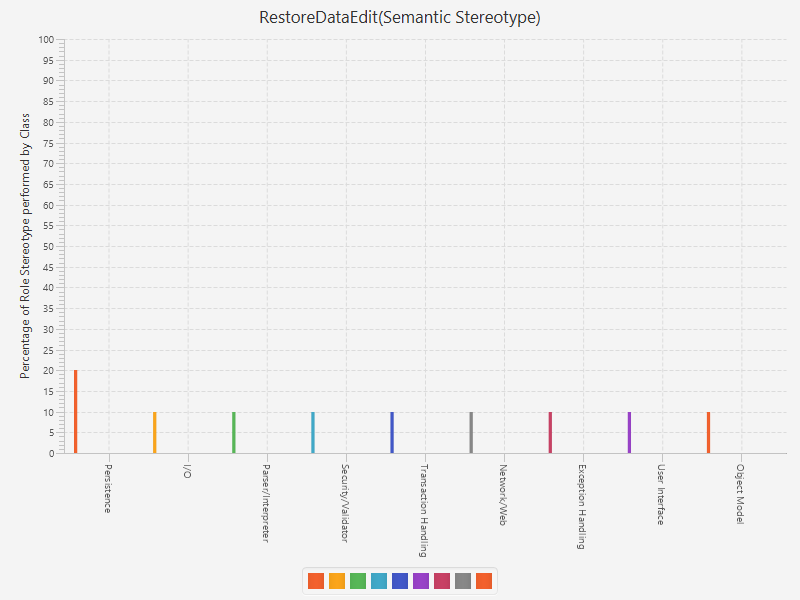 RestoreDataEdit(Semantic Stereotype)
Percentage of Role Stereotype performed by Class
100
95
90
85
80
75
70
65
60
55
50
45
40
35
30
25
20
15
10
5
0
Persistence
I/O
Parser/Interpreter
Security/Validator
Transaction Handling
Network/Web
Exception Handling
User Interface
Object Model